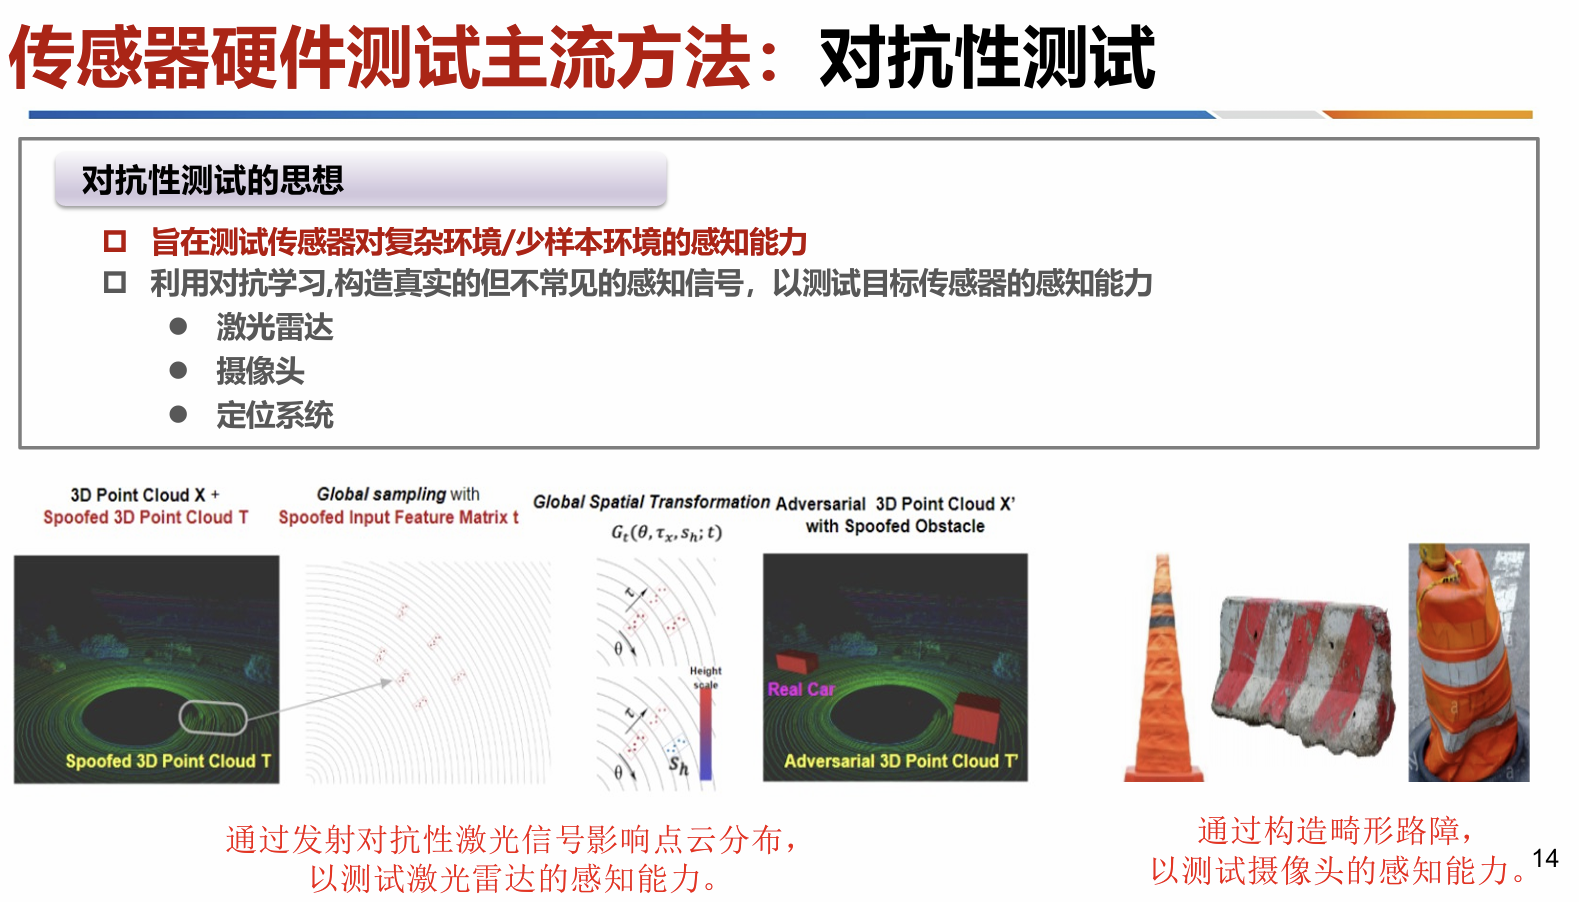 传感器硬件测试主流方法：对抗性测试
对抗性测试的思想
旨在测试传感器对复杂环境/少样本环境的感知能力
利用对抗学习,构造真实的但不常见的感知信号，以测试目标传感器的感知能力
激光雷达
摄像头
定位系统
3D Point Cloud X +
Spoofed 3D Point Cloud T
Global sampling with
Spoofed Input Feature Matrix t
Global Spatial Transformation
G_t(θ, τ_x, s_h; t)
Adversarial 3D Point Cloud X’
with Spoofed Obstacle
Spoofed 3D Point Cloud T
τ
θ
Height
scale
τ
θ
s_h
Real Car
Adversarial 3D Point Cloud T’
通过发射对抗性激光信号影响点云分布，
以测试激光雷达的感知能力。
通过构造畸形路障，
以测试摄像头的感知能力。
14